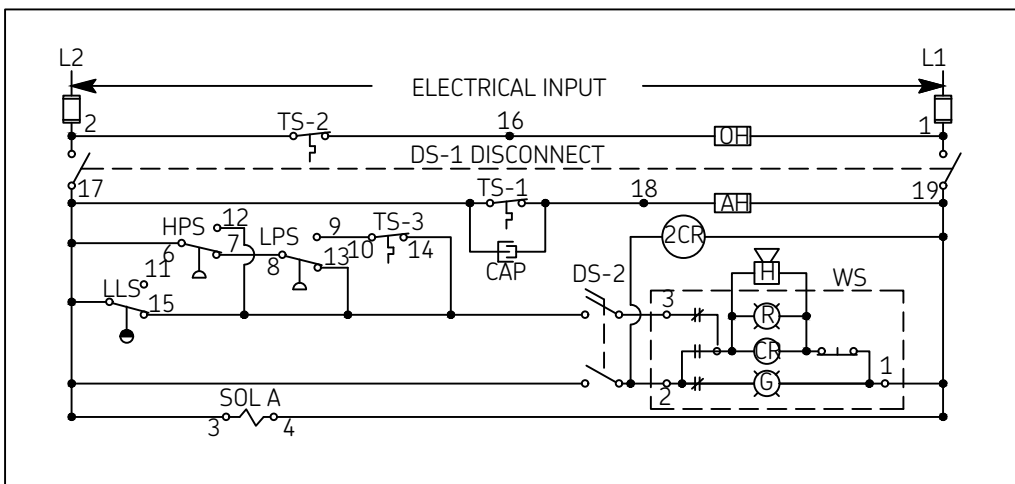 L2 L1
ELECTRICAL INPUT
2 TS-2 16 OH 1
DS-1 DISCONNECT
17 TS-1 18 AH 19
12 9 TS-3
HPS 7 LPS 10 14 2CR
6 8 13 CAP DS-2 H WS
11
LLS 15 3 R
CR
G 1
2
SOL A
3 4